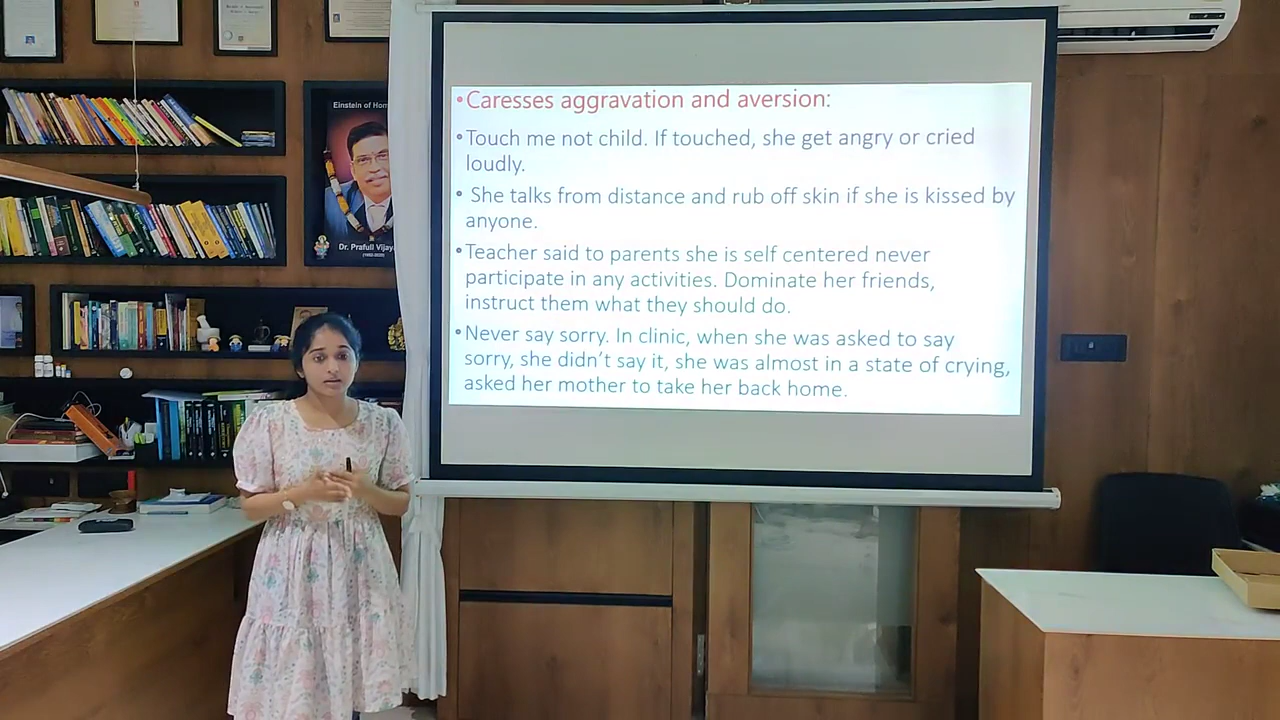 Einstein of Hom
Dr. Prafull Vijay
•Caresses aggravation and aversion:
•Touch me not child. If touched, she get angry or cried
loudly.
• She talks from distance and rub off skin if she is kissed by
anyone.
•Teacher said to parents she is self centered never
participate in any activities. Dominate her friends,
instruct them what they should do.
•Never say sorry. In clinic, when she was asked to say
sorry, she didn't say it, she was almost in a state of crying,
asked her mother to take her back home.